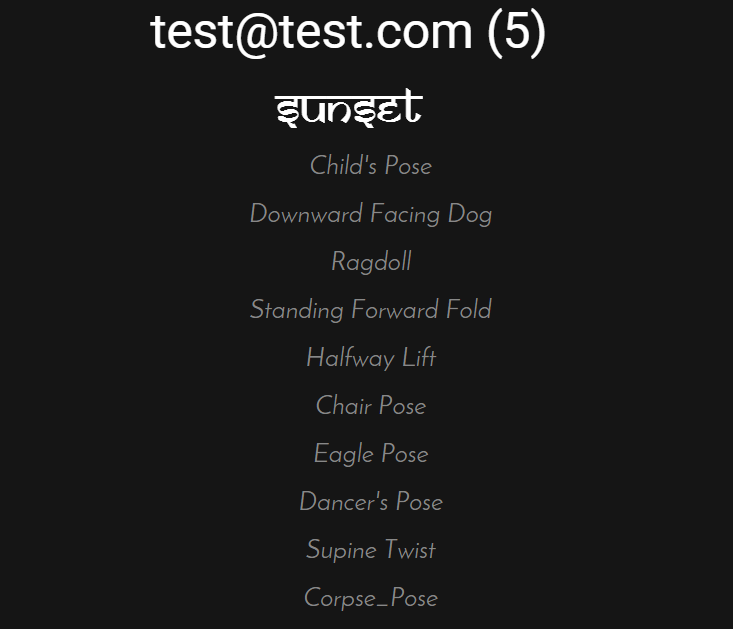 test@test.com (5)
sunset
Child's Pose
Downward Facing Dog
Ragdoll
Standing Forward Fold
Halfway Lift
Chair Pose
Eagle Pose
Dancer's Pose
Supine Twist
Corpse_Pose